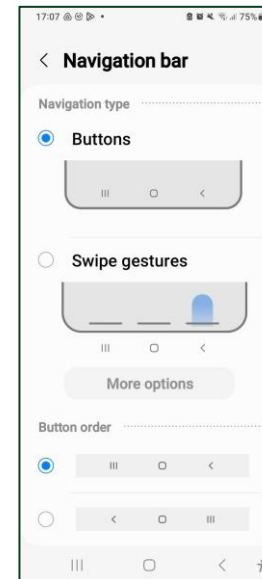 17:07 75%
Navigation bar
Navigation type
Buttons
Swipe gestures
More options
Button order